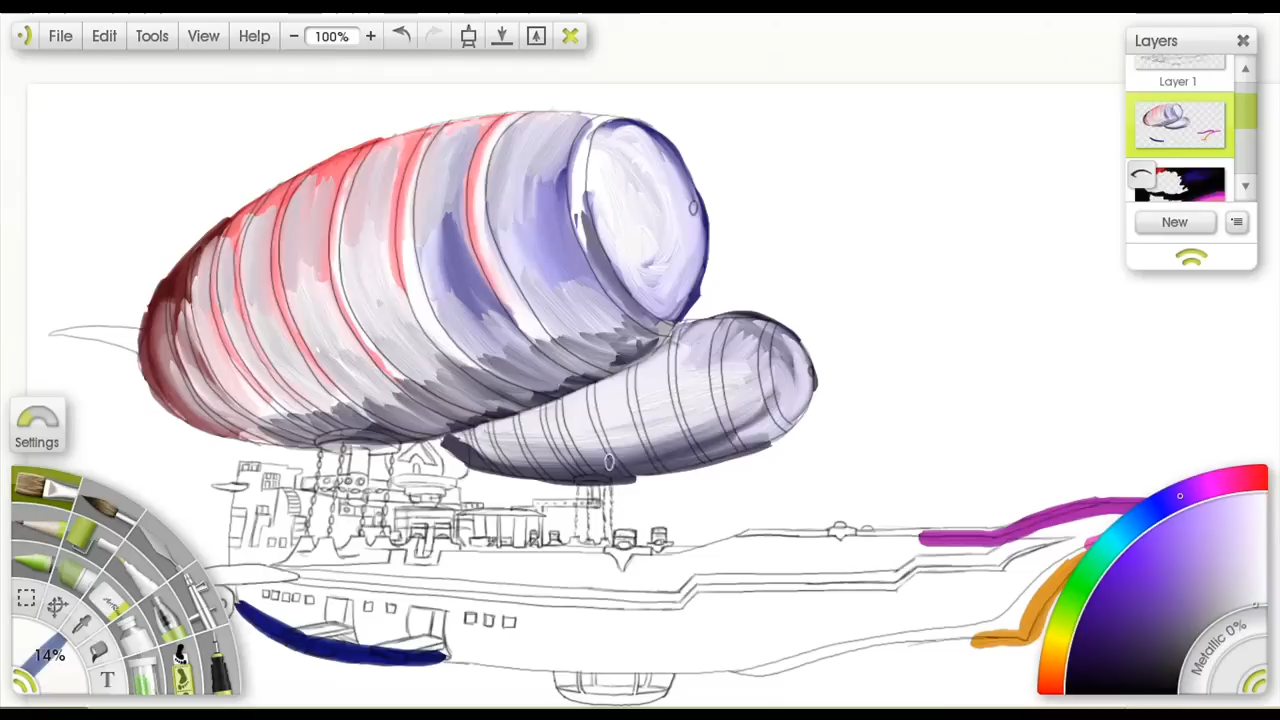 File Edit Tools View Help − 100% +
Layers
Layer 1
New
Settings
14%
T
Metallic 0%